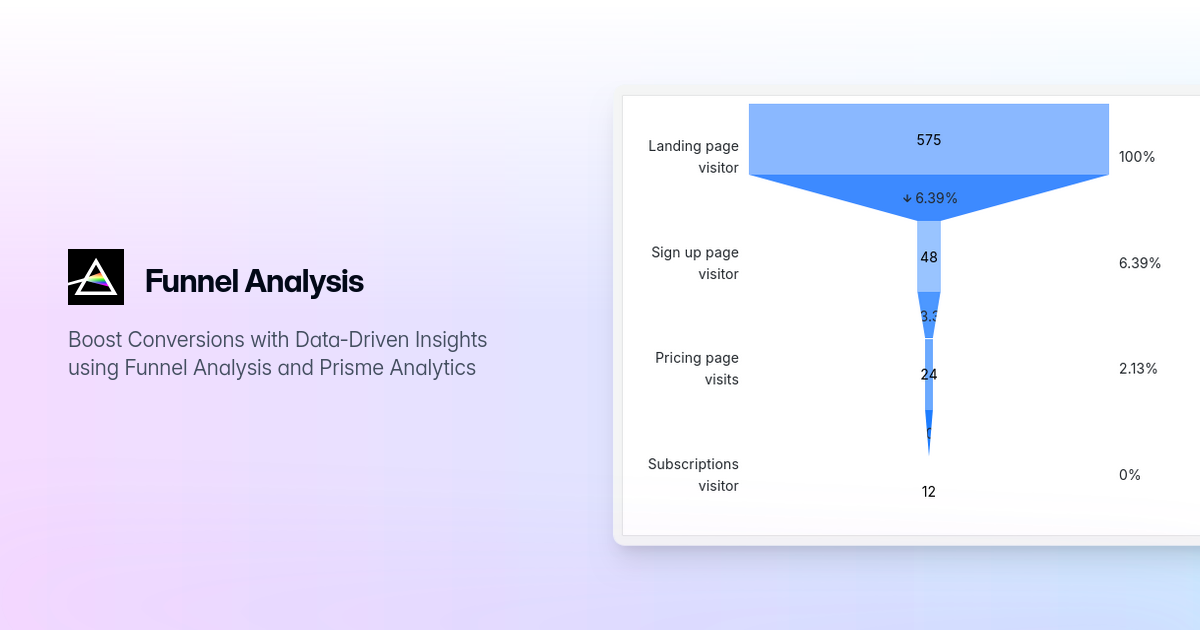 Funnel Analysis
Boost Conversions with Data-Driven Insights
using Funnel Analysis and Prisme Analytics
Landing page
visitor
575
100%
↓ 6.39%
Sign up page
visitor
48
6.39%
Pricing page
visits
24
2.13%
Subscriptions
visitor
12
0%